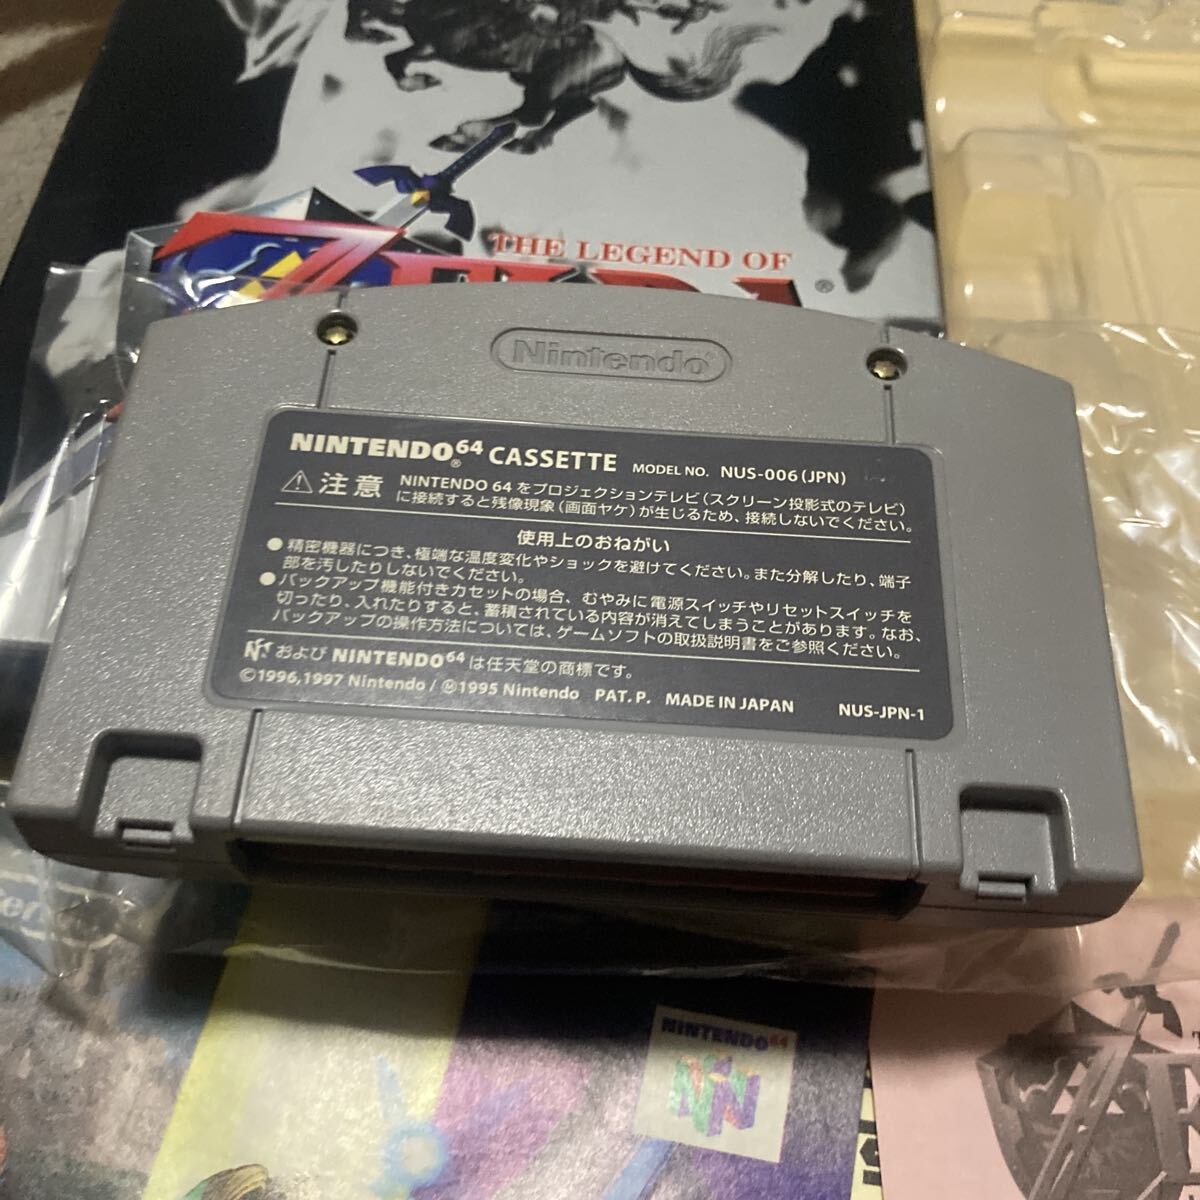 THE LEGEND OF
Nintendo®
NINTENDO64® CASSETTE MODEL NO. NUS-006(JPN)
⚠注意 NINTENDO 64をプロジェクションテレビ(スクリーン投影式のテレビ)
に接続すると残像現象(画面ヤケ)が生じるため、接続しないでください。
使用上のおねがい
●精密機器につき、極端な温度変化やショックを避けてください。また分解したり、端子
部を汚したりしないでください。
●バックアップ機能付きカセットの場合、むやみに電源スイッチやリセットスイッチを
切ったり、入れたりすると、蓄積されている内容が消えてしまうことがあります。なお、
バックアップの操作方法については、ゲームソフトの取扱説明書をご参照ください。
および NINTENDO64は任天堂の商標です。
©1996,1997 Nintendo/Ⓜ1995 Nintendo PAT.P. MADE IN JAPAN NUS-JPN-1
NINTENDO64